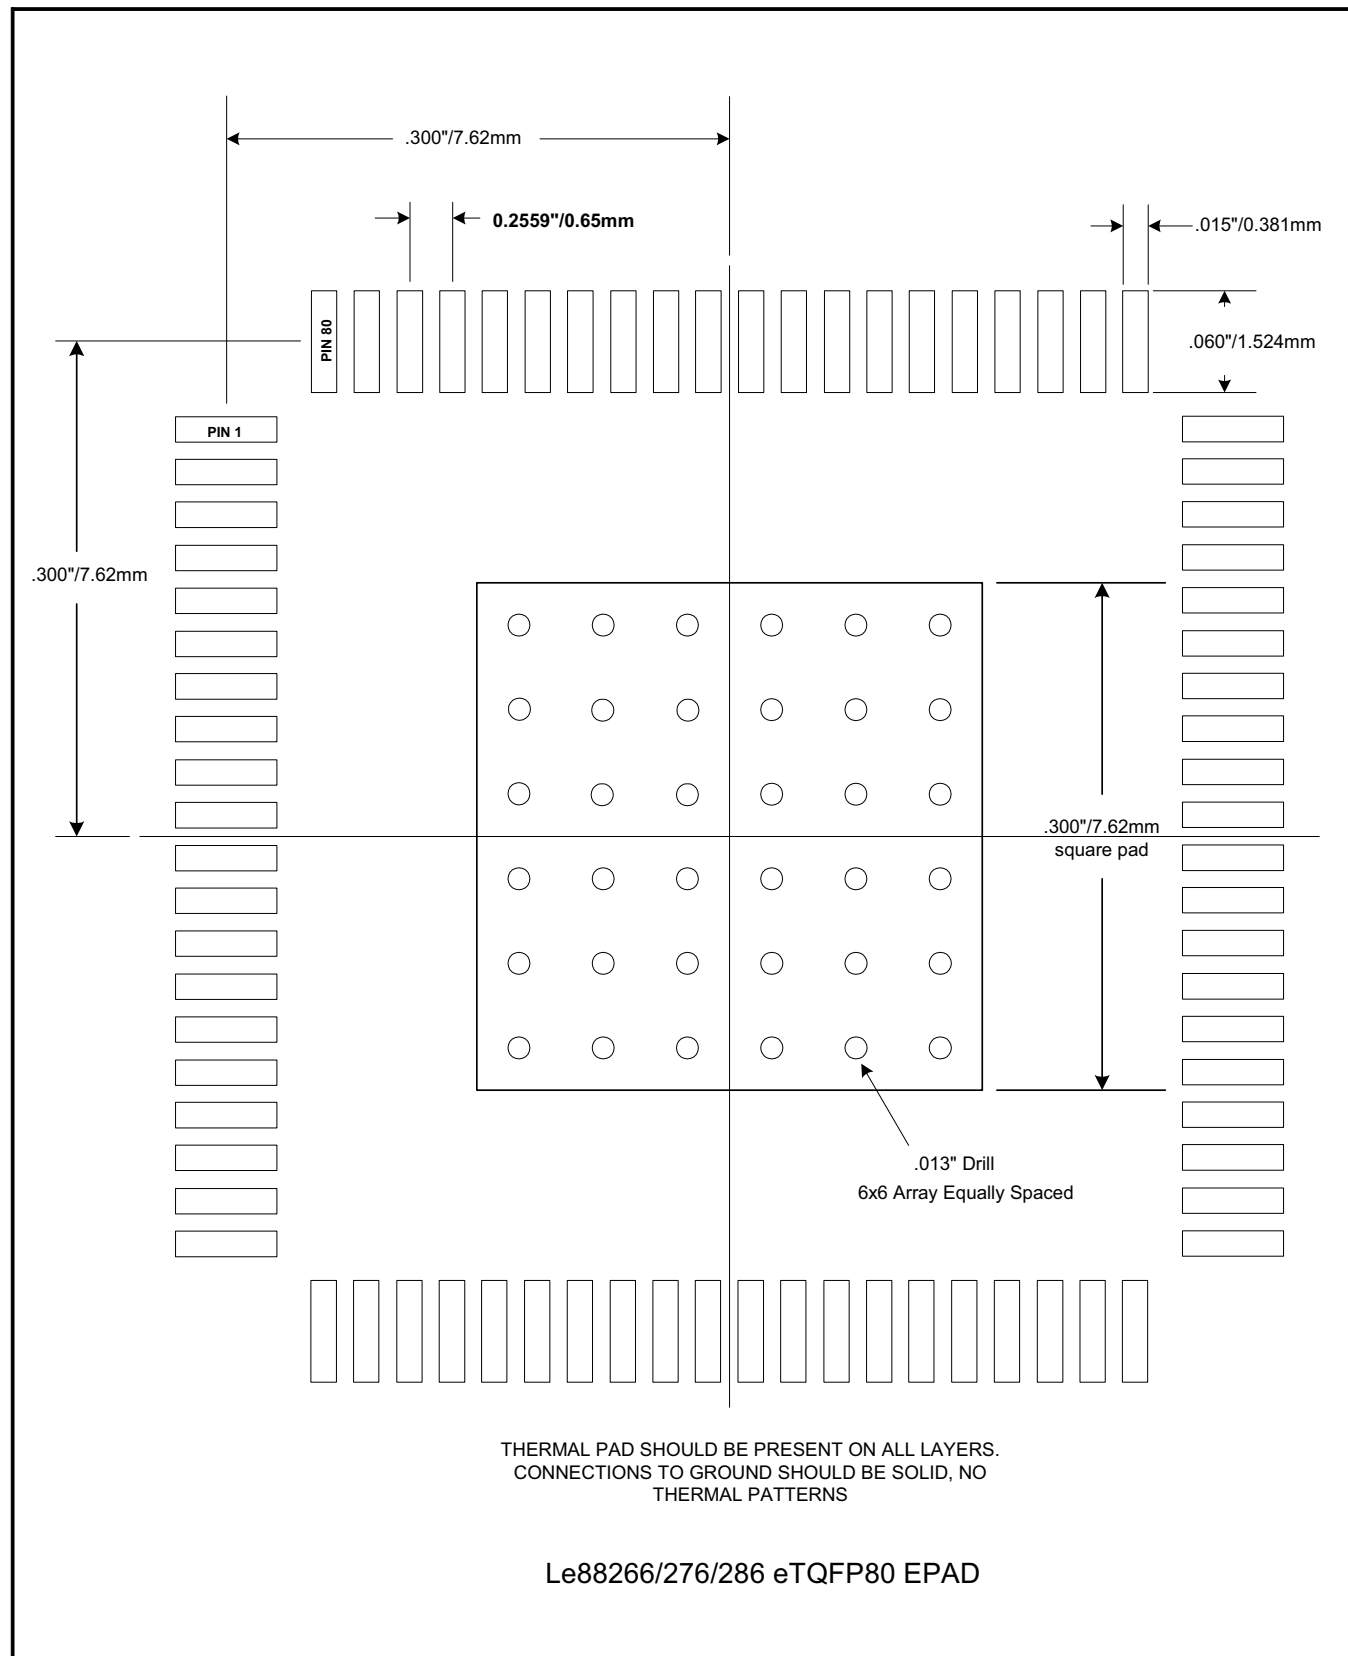 .300"/7.62mm
0.2559"/0.65mm
.015"/0.381mm
PIN 80
.060"/1.524mm
PIN 1
.300"/7.62mm
.300"/7.62mm
square pad
.013" Drill
6x6 Array Equally Spaced
THERMAL PAD SHOULD BE PRESENT ON ALL LAYERS.
CONNECTIONS TO GROUND SHOULD BE SOLID, NO
THERMAL PATTERNS
Le88266/276/286 eTQFP80 EPAD